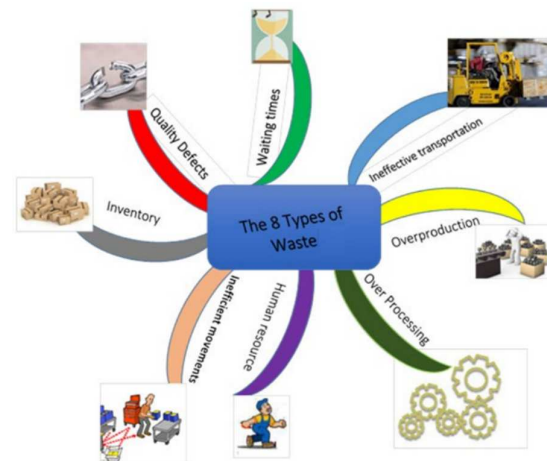 The 8 Types of
Waste
Waiting times
Ineffective transportation
Overproduction
Over Processing
Human resource
Inefficient movements
Inventory
Quality Defects